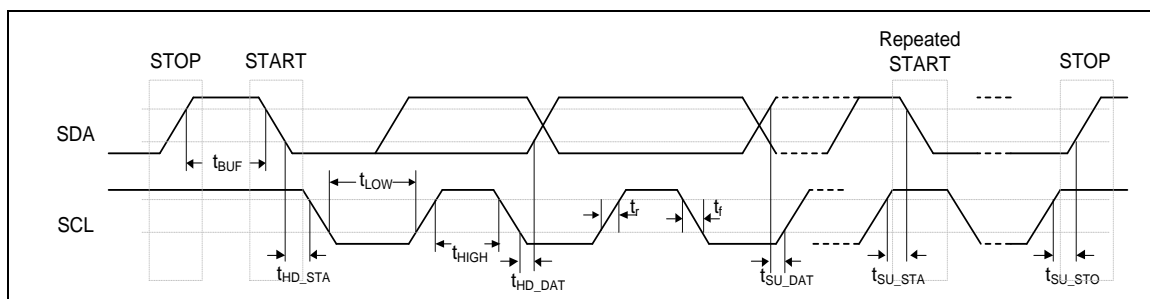 STOP
START
Repeated
START
STOP
SDA
tBUF
tLOW
SCL
tr
tf
tHIGH
tHD_STA
tHD_DAT
tSU_DAT
tSU_STA
tSU_STO